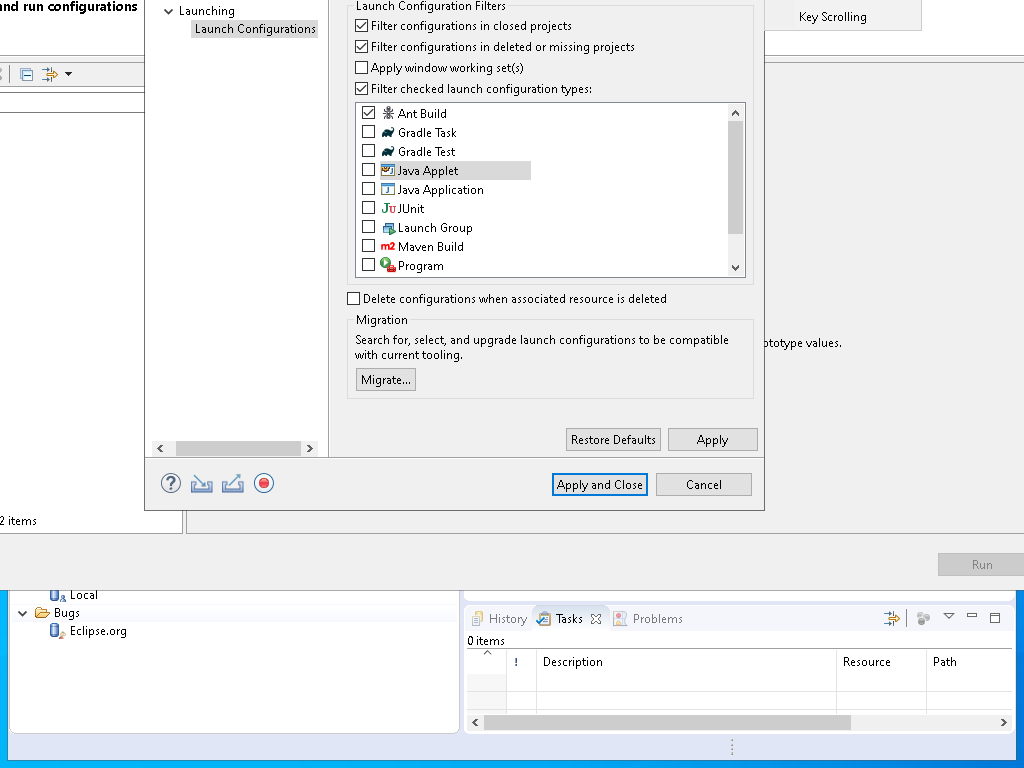 and run configurations
Launching
Launch Configurations
Launch Configuration Filters
Filter configurations in closed projects
Filter configurations in deleted or missing projects
Apply window working set(s)
Filter checked launch configuration types:
Ant Build
Gradle Task
Gradle Test
Java Applet
Java Application
JUnit
Launch Group
Maven Build
Program
Delete configurations when associated resource is deleted
Migration
Search for, select, and upgrade launch configurations to be compatible
with current tooling.
Migrate...
Restore Defaults
Apply
Apply and Close
Cancel
Key Scrolling
ototype values.
2 items
Run
Local
Bugs
Eclipse.org
History
Tasks
Problems
0 items
! Description Resource Path